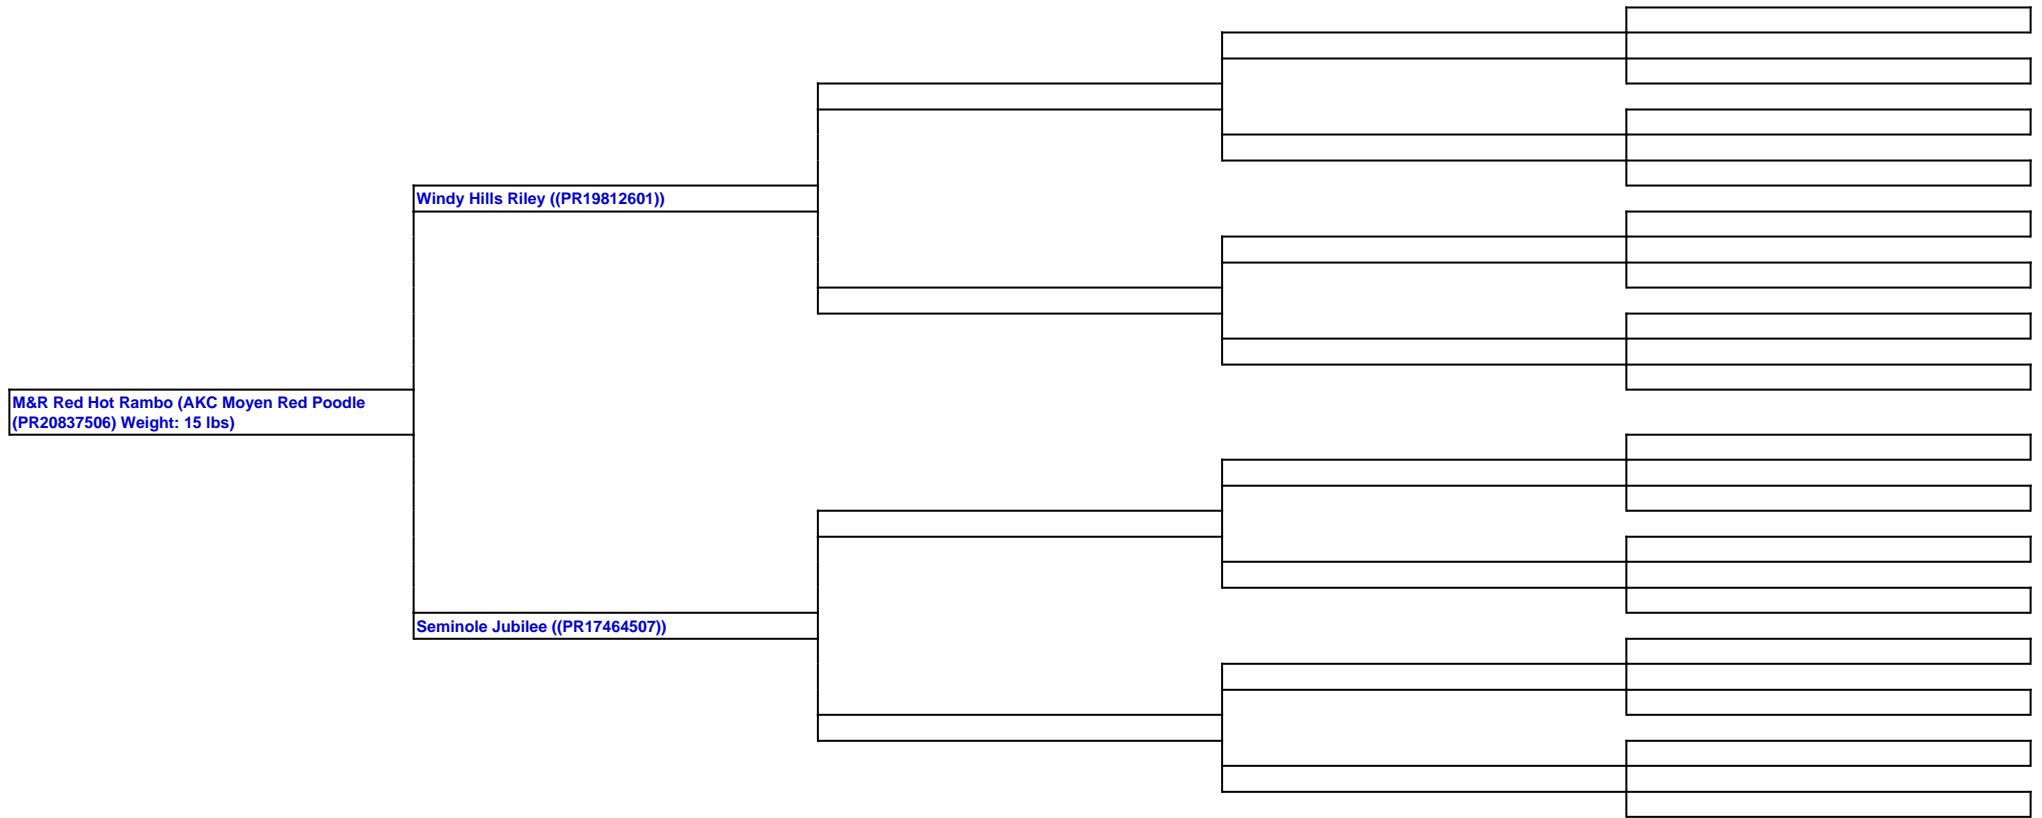 Windy Hills Riley ((PR19812601))
M&R Red Hot Rambo (AKC Moyen Red Poodle
(PR20837506) Weight: 15 lbs)
Seminole Jubilee ((PR17464507))